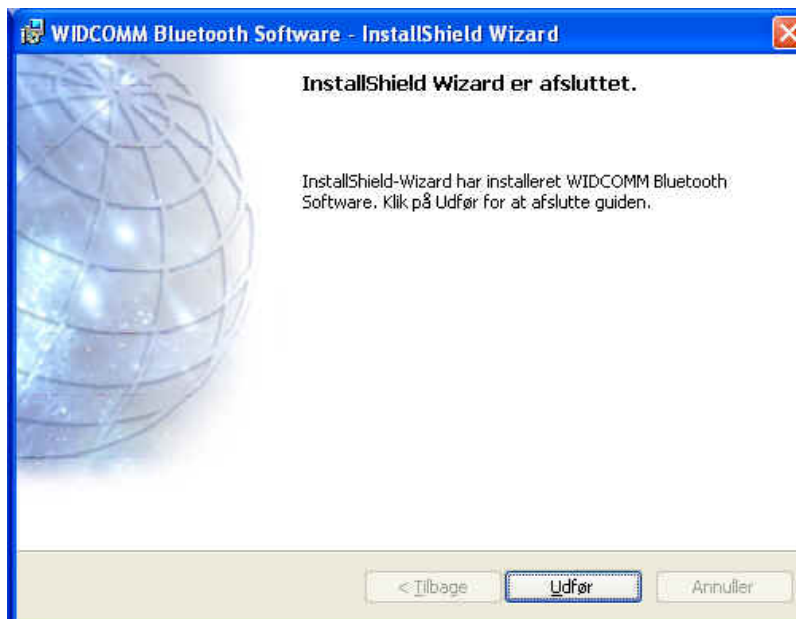 WIDCOMM Bluetooth Software - InstallShield Wizard
InstallShield Wizard er afsluttet.
InstallShield-Wizard har installeret WIDCOMM Bluetooth
Software. Klik på Udfør for at afslutte guiden.
< Tilbage Udfør Annuller